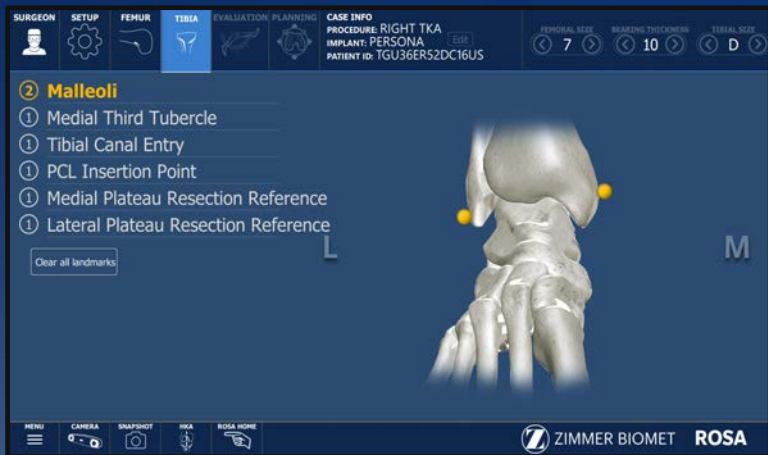 SURGEON SETUP FEMUR TIBIA EVALUATION PLANNING
CASE INFO
PROCEDURE: RIGHT TKA
IMPLANT: PERSONA
PATIENT ID: TGU36ER52DC16US
Edit
FEMORAL SIZE BEARING THICKNESS TIBIAL SIZE
7 10 D
2 Malleoli
1 Medial Third Tubercle
1 Tibial Canal Entry
1 PCL Insertion Point
1 Medial Plateau Resection Reference
1 Lateral Plateau Resection Reference
Clear all landmarks
L M
MENU CAMERA SNAPSHOT HKA ROSA HOME
Z ZIMMER BIOMET ROSA